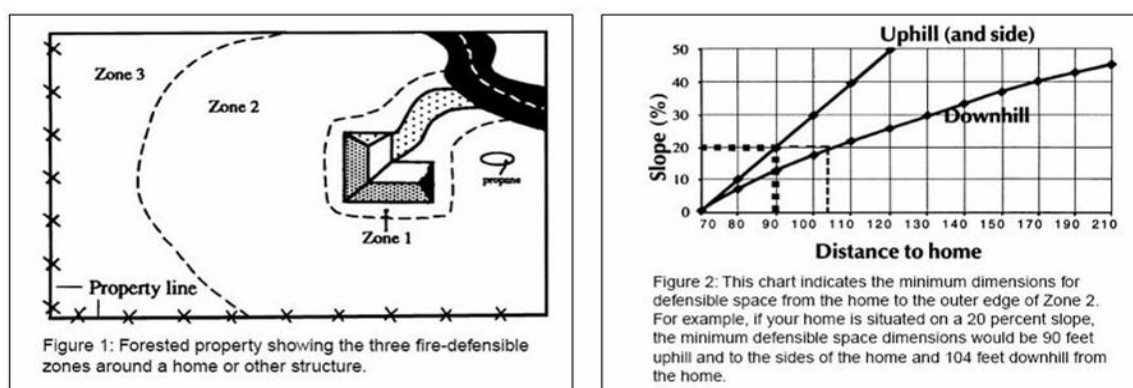 Zone 3
Zone 2
propane
Zone 1
Property line
Figure 1: Forested property showing the three fire-defensible
zones around a home or other structure.
Uphill (and side)
50
40
30
20
10
0
Slope (%)
Downhill
70 80 90 100 110 120 130 140 150 170 190 210
Distance to home
Figure 2: This chart indicates the minimum dimensions for
defensible space from the home to the outer edge of Zone 2.
For example, if your home is situated on a 20 percent slope,
the minimum defensible space dimensions would be 90 feet
uphill and to the sides of the home and 104 feet downhill from
the home.